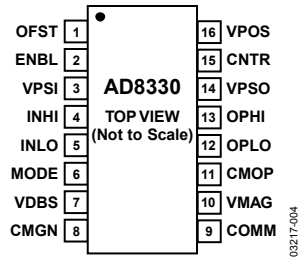 OFST 1 16 VPOS
ENBL 2 15 CNTR
VPSI 3 AD8330 14 VPSO
INHI 4 TOP VIEW 13 OPHI
INLO 5 (Not to Scale) 12 OPLO
MODE 6 11 CMOP
VDBS 7 10 VMAG
CMGN 8 9 COMM
03217-004